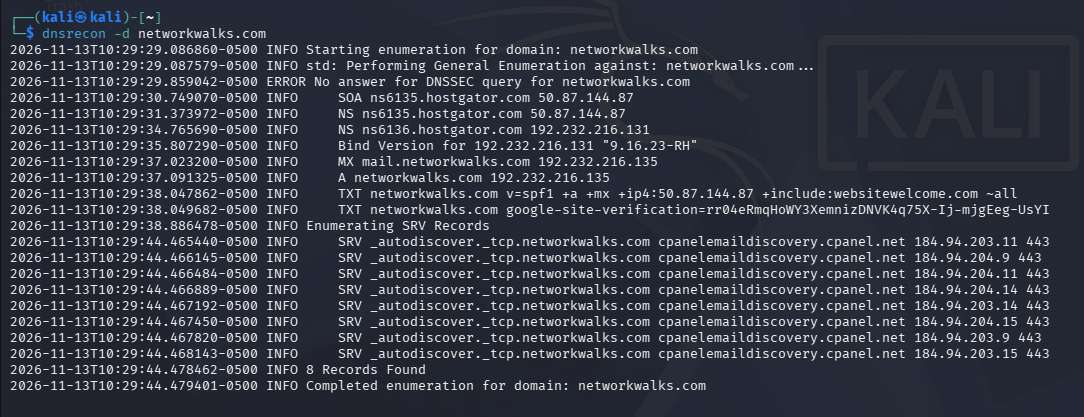 Trash
┌──(kali㉿kali)-[~]
└─$ dnsrecon -d networkwalks.com
2026-11-13T10:29:29.086860-0500 INFO Starting enumeration for domain: networkwalks.com
2026-11-13T10:29:29.087579-0500 INFO std: Performing General Enumeration against: networkwalks.com...
2026-11-13T10:29:29.859042-0500 ERROR No answer for DNSSEC query for networkwalks.com
2026-11-13T10:29:30.749070-0500 INFO SOA ns6135.hostgator.com 50.87.144.87
2026-11-13T10:29:31.373972-0500 INFO NS ns6135.hostgator.com 50.87.144.87
2026-11-13T10:29:34.765690-0500 INFO NS ns6136.hostgator.com 192.232.216.131
2026-11-13T10:29:35.807290-0500 INFO Bind Version for 192.232.216.131 "9.16.23-RH"
2026-11-13T10:29:37.023200-0500 INFO MX mail.networkwalks.com 192.232.216.135
2026-11-13T10:29:37.091325-0500 INFO A networkwalks.com 192.232.216.135
2026-11-13T10:29:38.047862-0500 INFO TXT networkwalks.com v=spf1 +a +mx +ip4:50.87.144.87 +include:websitewelcome.com ~all
2026-11-13T10:29:38.049682-0500 INFO TXT networkwalks.com google-site-verification=rr04eRmqHoWY3XemnizDNVK4q75X-Ij-mjgEeg-UsYI
2026-11-13T10:29:38.886478-0500 INFO Enumerating SRV Records
2026-11-13T10:29:44.465440-0500 INFO SRV _autodiscover._tcp.networkwalks.com cpanelemaildiscovery.cpanel.net 184.94.203.11 443
2026-11-13T10:29:44.466145-0500 INFO SRV _autodiscover._tcp.networkwalks.com cpanelemaildiscovery.cpanel.net 184.94.204.9 443
2026-11-13T10:29:44.466484-0500 INFO SRV _autodiscover._tcp.networkwalks.com cpanelemaildiscovery.cpanel.net 184.94.204.11 443
2026-11-13T10:29:44.466889-0500 INFO SRV _autodiscover._tcp.networkwalks.com cpanelemaildiscovery.cpanel.net 184.94.204.14 443
2026-11-13T10:29:44.467192-0500 INFO SRV _autodiscover._tcp.networkwalks.com cpanelemaildiscovery.cpanel.net 184.94.203.14 443
2026-11-13T10:29:44.467450-0500 INFO SRV _autodiscover._tcp.networkwalks.com cpanelemaildiscovery.cpanel.net 184.94.204.15 443
2026-11-13T10:29:44.467820-0500 INFO SRV _autodiscover._tcp.networkwalks.com cpanelemaildiscovery.cpanel.net 184.94.203.9 443
2026-11-13T10:29:44.468143-0500 INFO SRV _autodiscover._tcp.networkwalks.com cpanelemaildiscovery.cpanel.net 184.94.203.15 443
2026-11-13T10:29:44.478462-0500 INFO 8 Records Found
2026-11-13T10:29:44.479401-0500 INFO Completed enumeration for domain: networkwalks.com
KALI